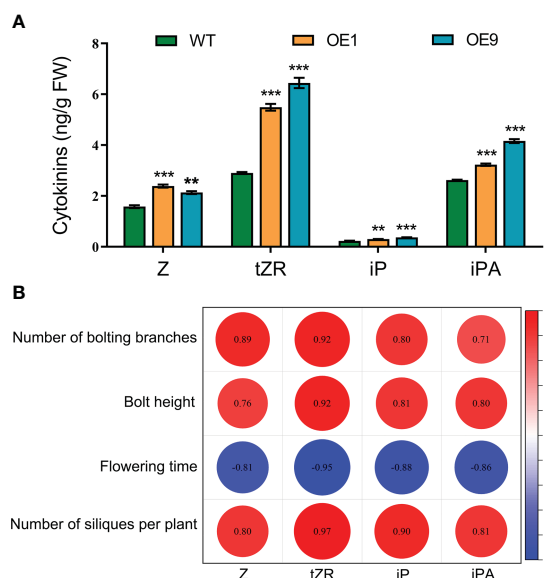 A
WT OE1 OE9
Cytokinins (ng/g FW)
8
6
4
2
0
*** **
*** ***
** ***
*** ***
Z tZR iP iPA
B
Number of bolting branches 0.89 0.92 0.80 0.71
Bolt height 0.76 0.92 0.81 0.80
Flowering time -0.81 -0.95 -0.88 -0.86
Number of siliques per plant 0.80 0.97 0.90 0.81
Z tZR iP iPA